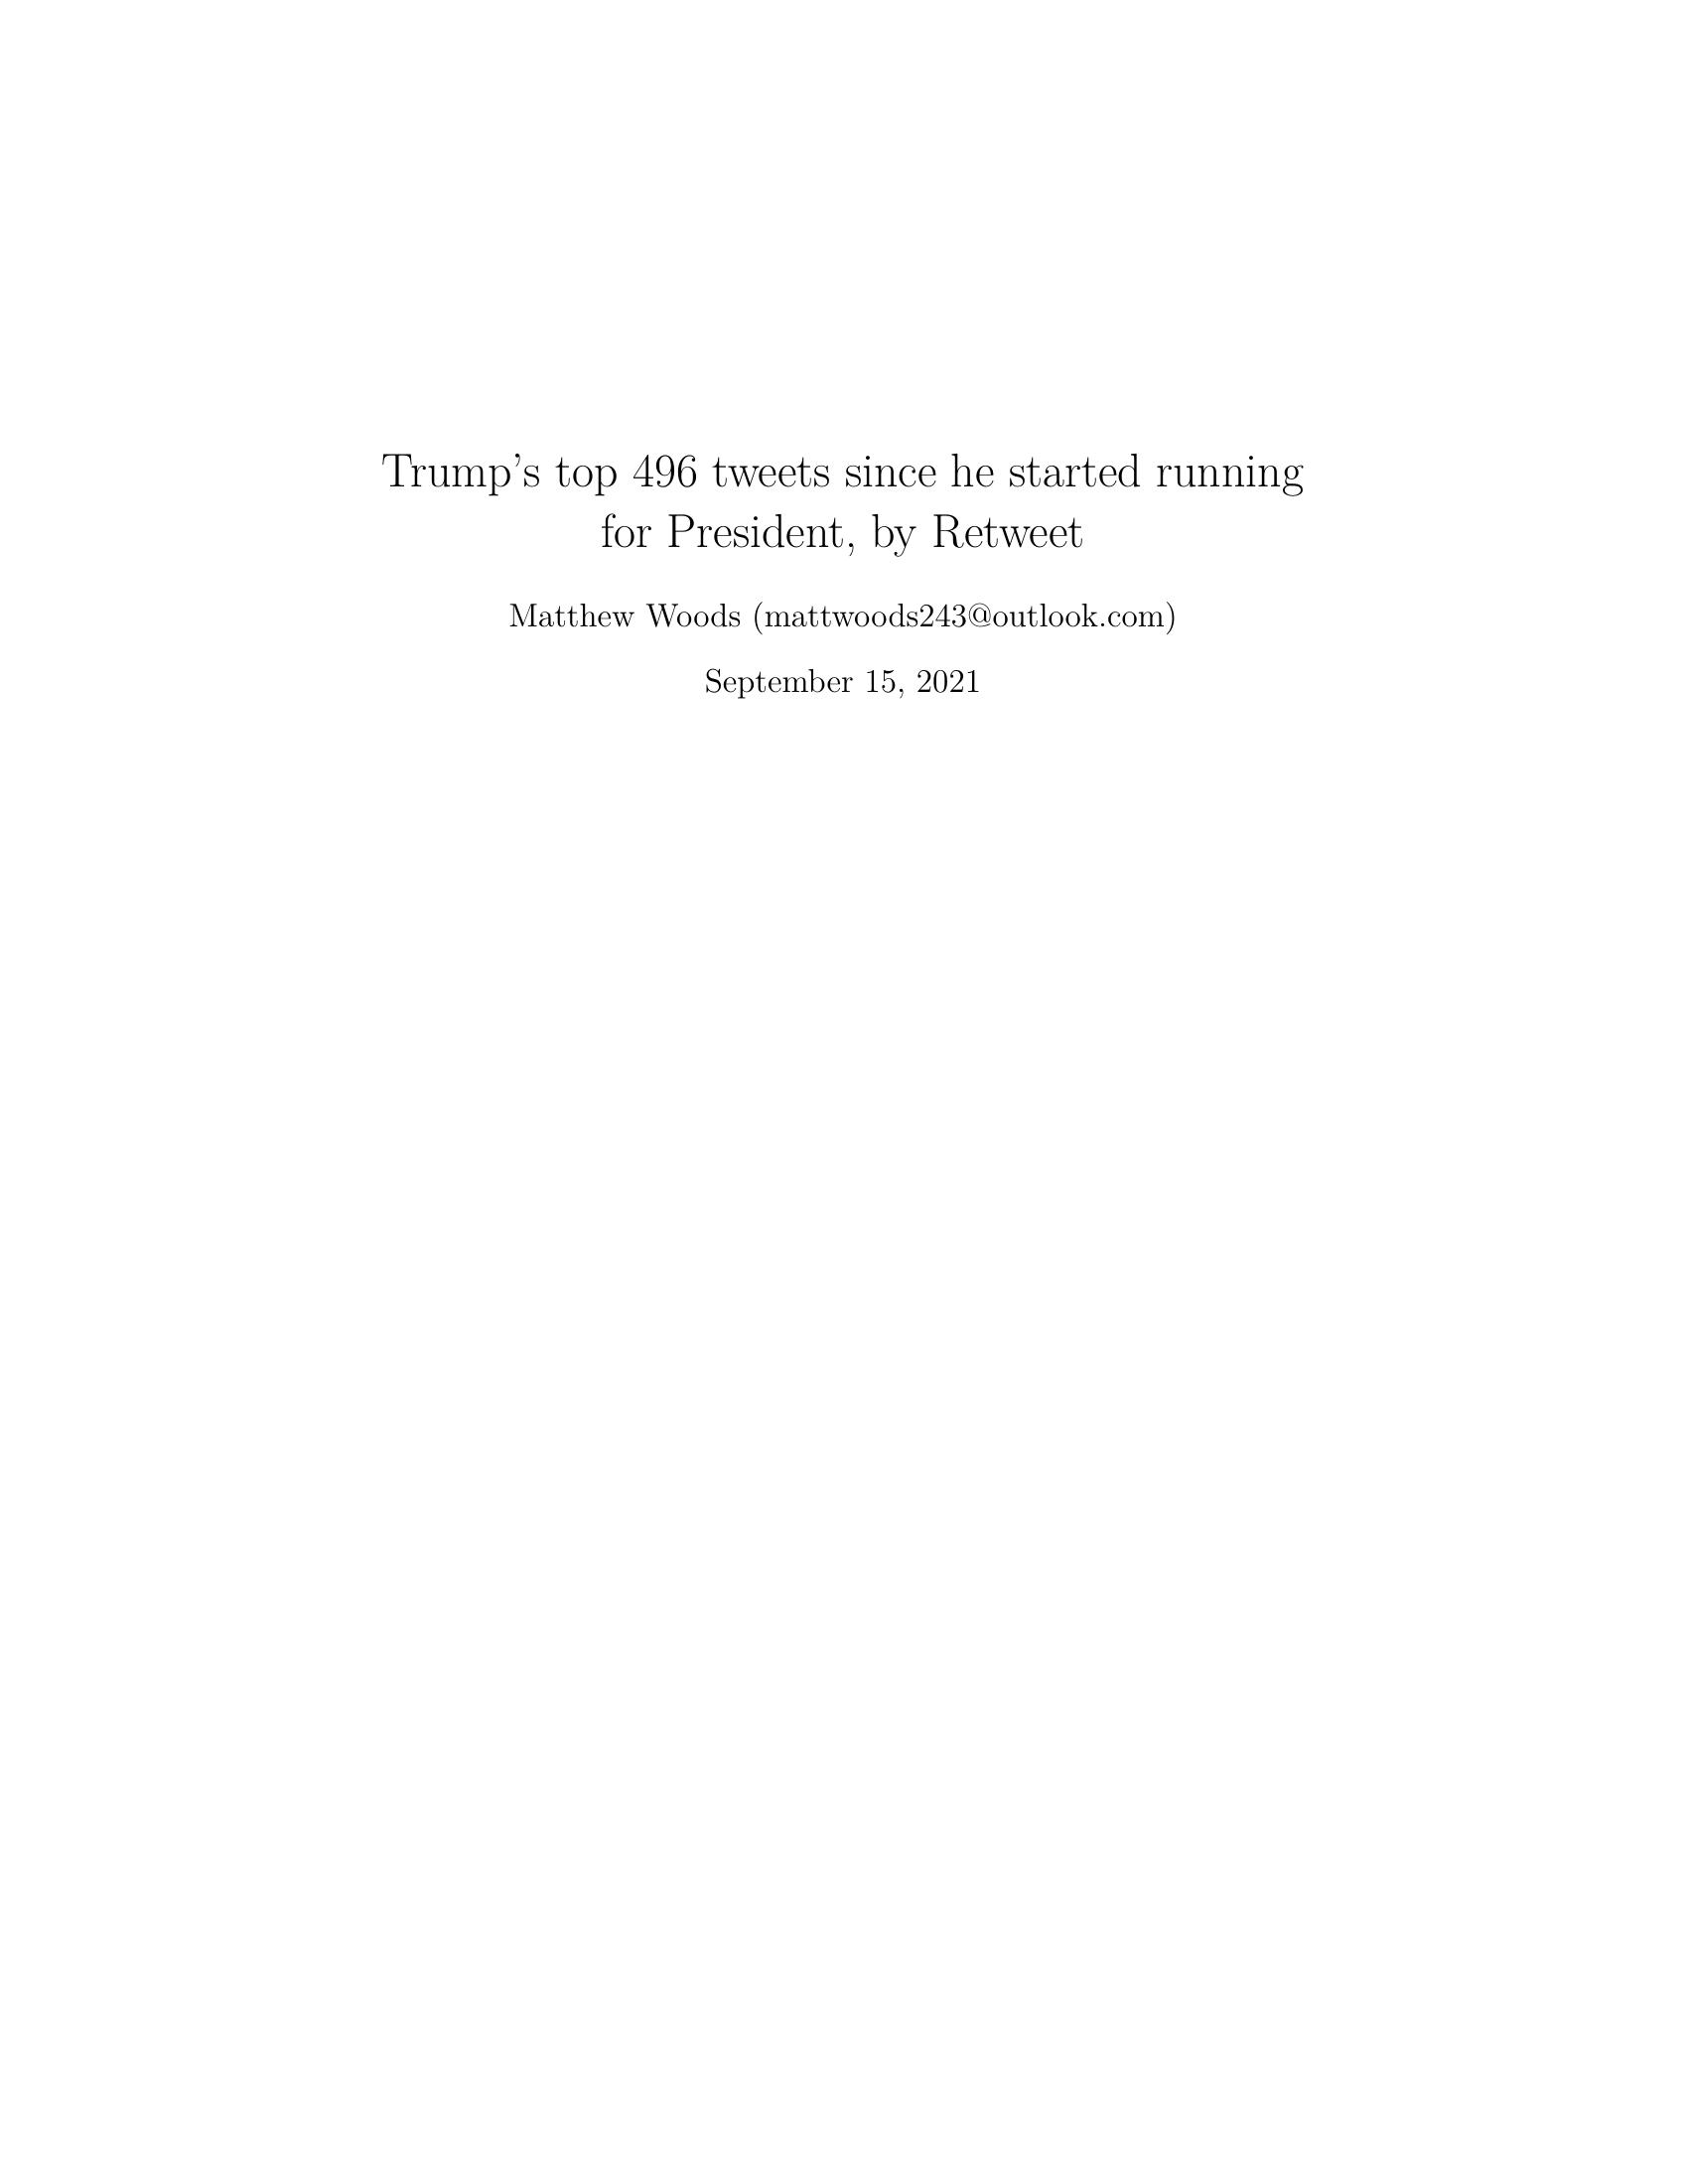 Trump's top 496 tweets since he started running
for President, by Retweet
Matthew Woods (mattwoods243@outlook.com)
September 15, 2021